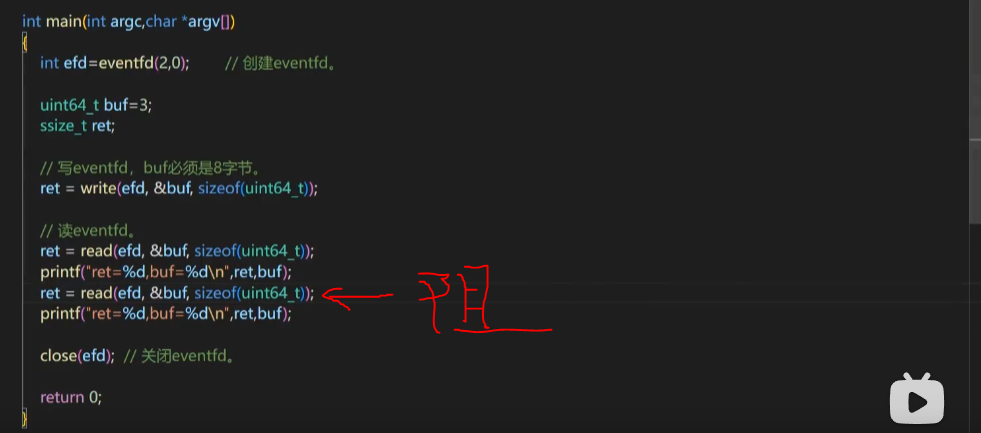 int main(int argc,char *argv[])
{
int efd=eventfd(2,0); // 创建eventfd。
uint64_t buf=3;
ssize_t ret;
// 写eventfd，buf必须是8字节。
ret = write(efd, &buf, sizeof(uint64_t));
// 读eventfd。
ret = read(efd, &buf, sizeof(uint64_t));
printf("ret=%d,buf=%d\n",ret,buf);
ret = read(efd, &buf, sizeof(uint64_t));
printf("ret=%d,buf=%d\n",ret,buf);
close(efd); // 关闭eventfd。
return 0;
}